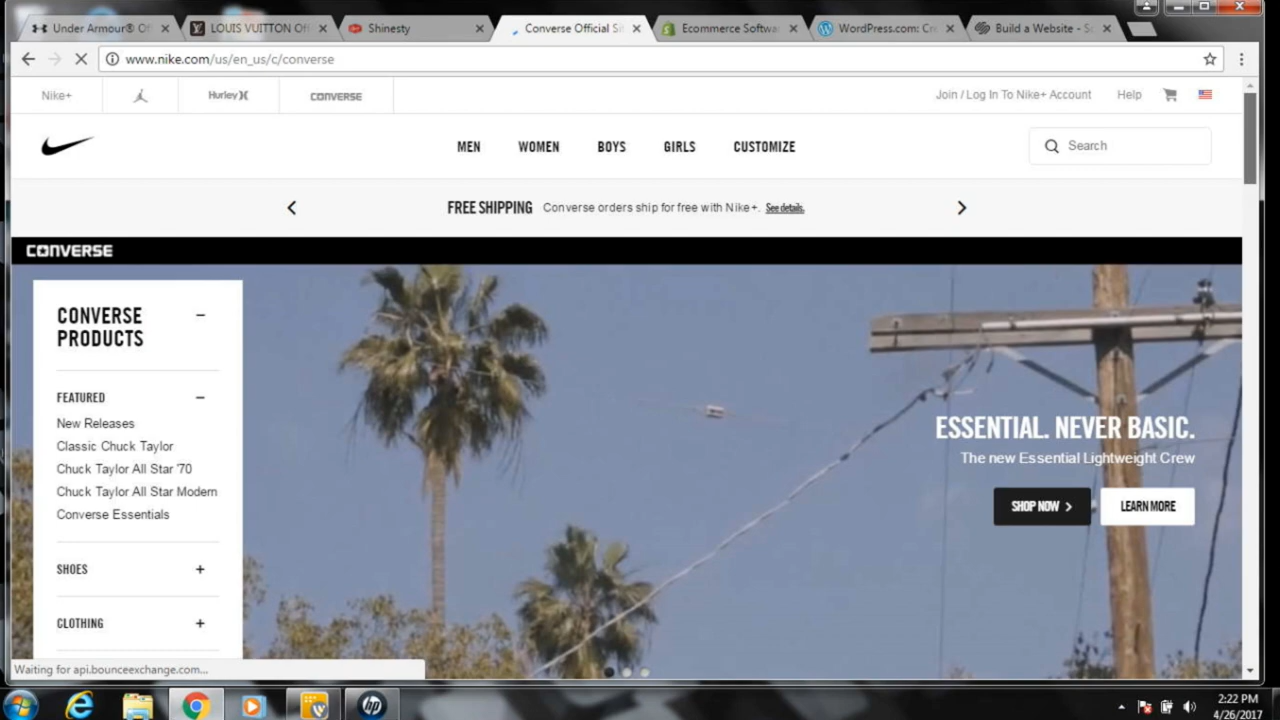 Under Armour® Of
LOUIS VUITTON Offi
Shinesty
Converse Official Si
Ecommerce Softwa
WordPress.com: Cre
Build a Website - S
www.nike.com/us/en_us/c/converse
Nike+
Hurley
CONVERSE
Join / Log In To Nike+ Account
Help
MEN
WOMEN
BOYS
GIRLS
CUSTOMIZE
Search
FREE SHIPPING Converse orders ship for free with Nike+. See details.
CONVERSE
CONVERSE
PRODUCTS
FEATURED
New Releases
Classic Chuck Taylor
Chuck Taylor All Star '70
Chuck Taylor All Star Modern
Converse Essentials
SHOES
CLOTHING
ESSENTIAL. NEVER BASIC.
The new Essential Lightweight Crew
SHOP NOW
LEARN MORE
Waiting for api.bounceexchange.com...
hp
2:22 PM
4/26/2017